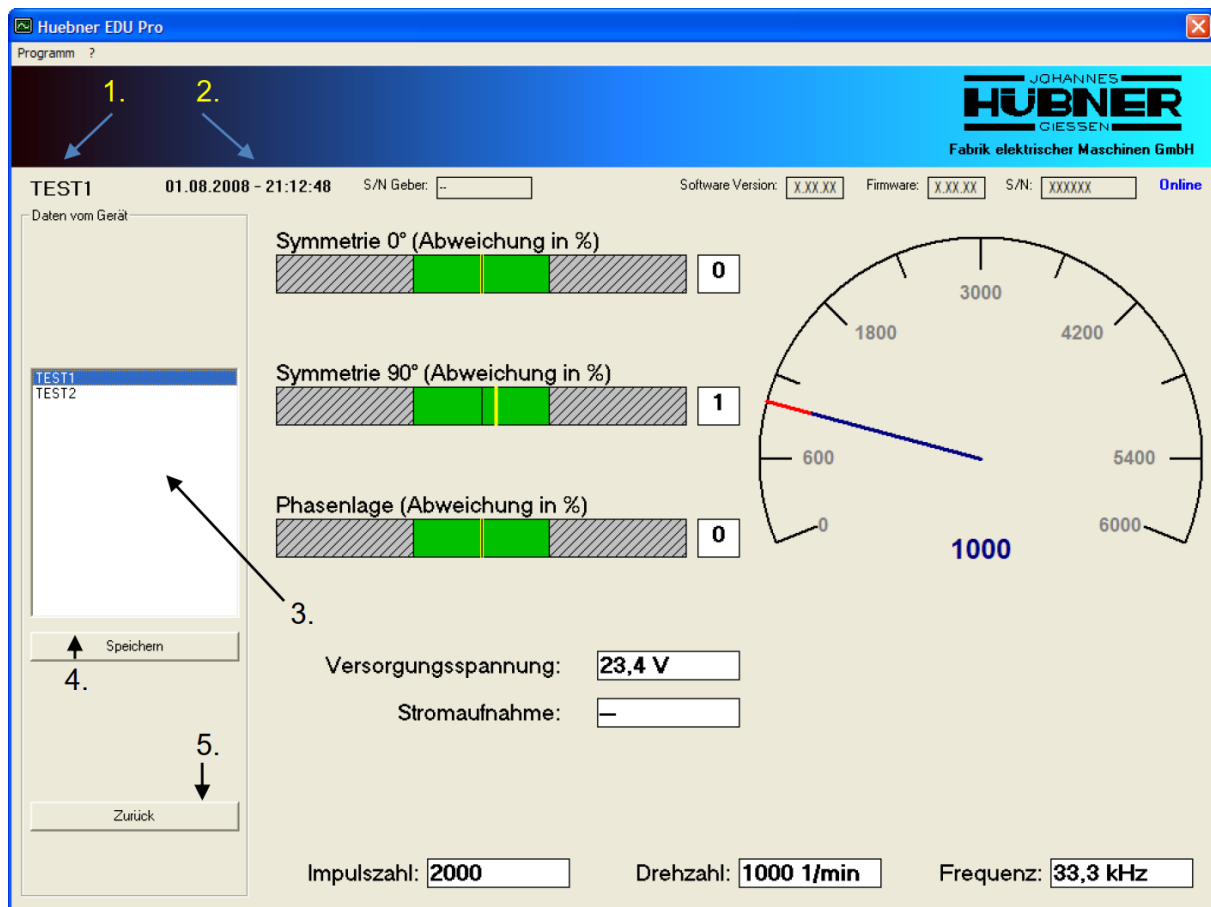 Huebner EDU Pro
Programm ?
1. 2.
JOHANNES
HÜBNER
GIESSEN
Fabrik elektrischer Maschinen GmbH
TEST1 01.08.2008 - 21:12:48 S/N Geber: -- Software Version: X.XX.XX Firmware: X.XX.XX S/N: XXXXXX Online
Daten vom Gerät
TEST1
TEST2
3.
Speichern
4.
5.
Zurück
Symmetrie 0° (Abweichung in %)
0
Symmetrie 90° (Abweichung in %)
1
Phasenlage (Abweichung in %)
0
3000
1800 4200
600 5400
0 6000
1000
Versorgungsspannung: 23,4 V
Stromaufnahme: —
Impulszahl: 2000 Drehzahl: 1000 1/min Frequenz: 33,3 kHz